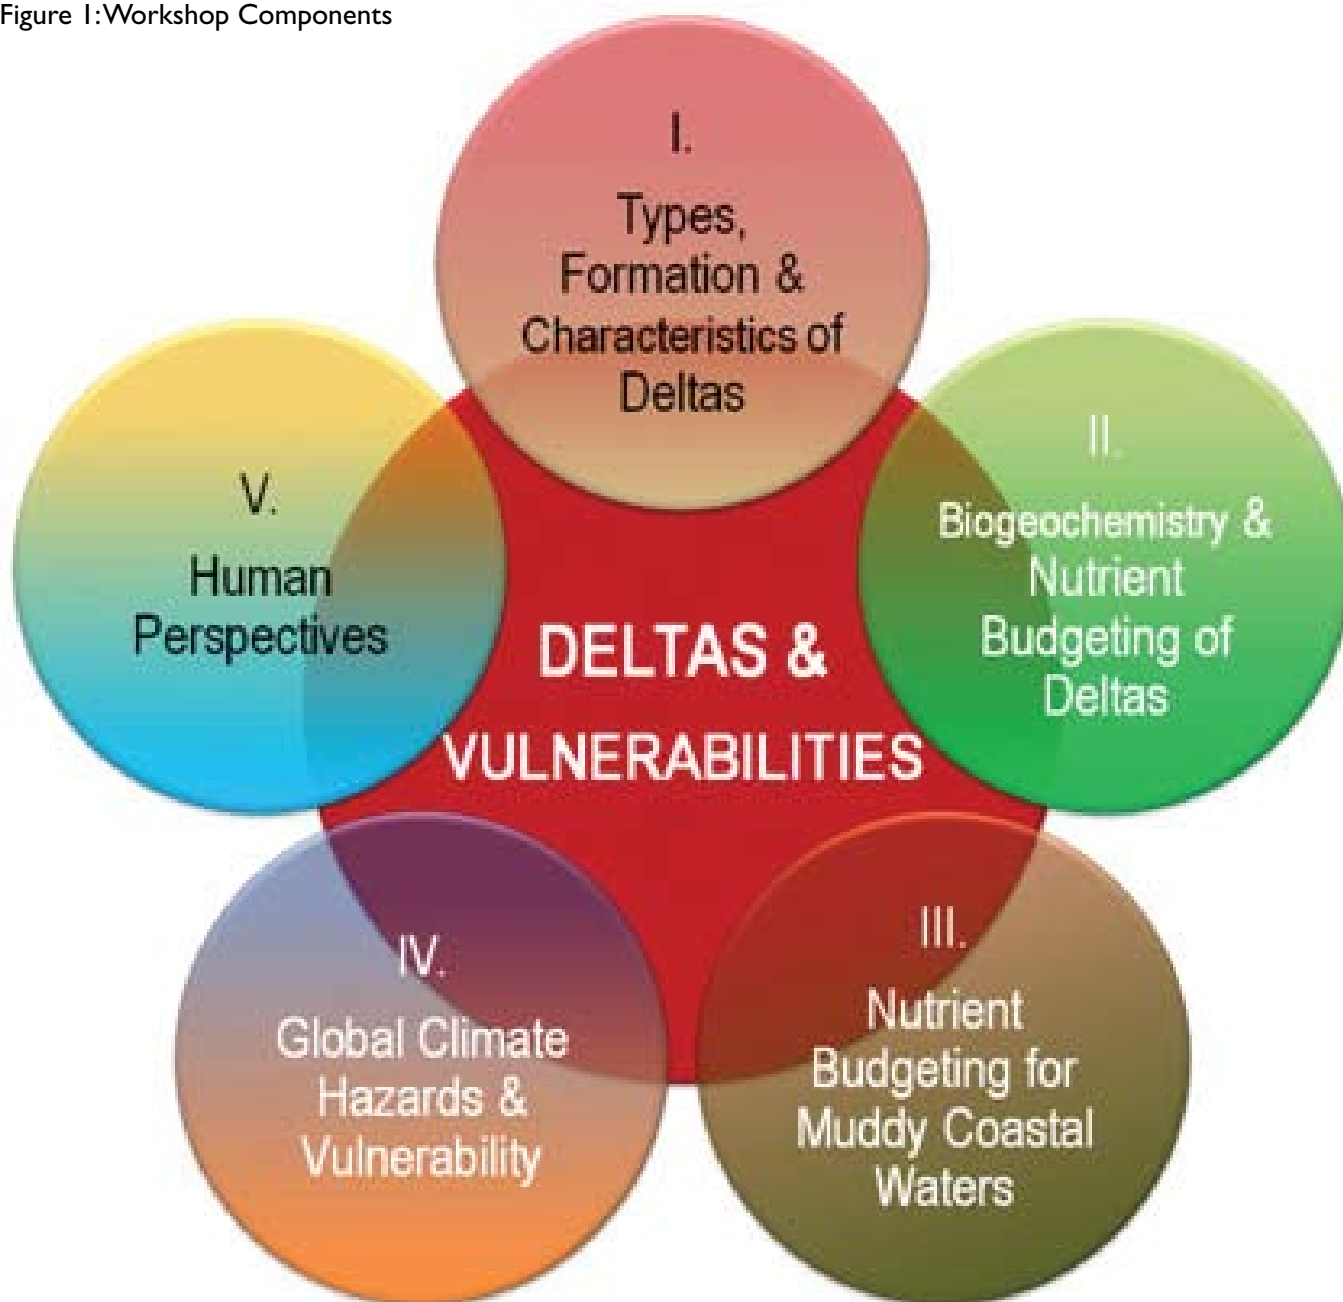 Figure 1: Workshop Components
I.
Types,
Formation &
Characteristics of
Deltas
II.
Biogeochemistry &
Nutrient
Budgeting of
Deltas
III.
Nutrient
Budgeting for
Muddy Coastal
Waters
IV.
Global Climate
Hazards &
Vulnerability
V.
Human
Perspectives
DELTAS &
VULNERABILITIES